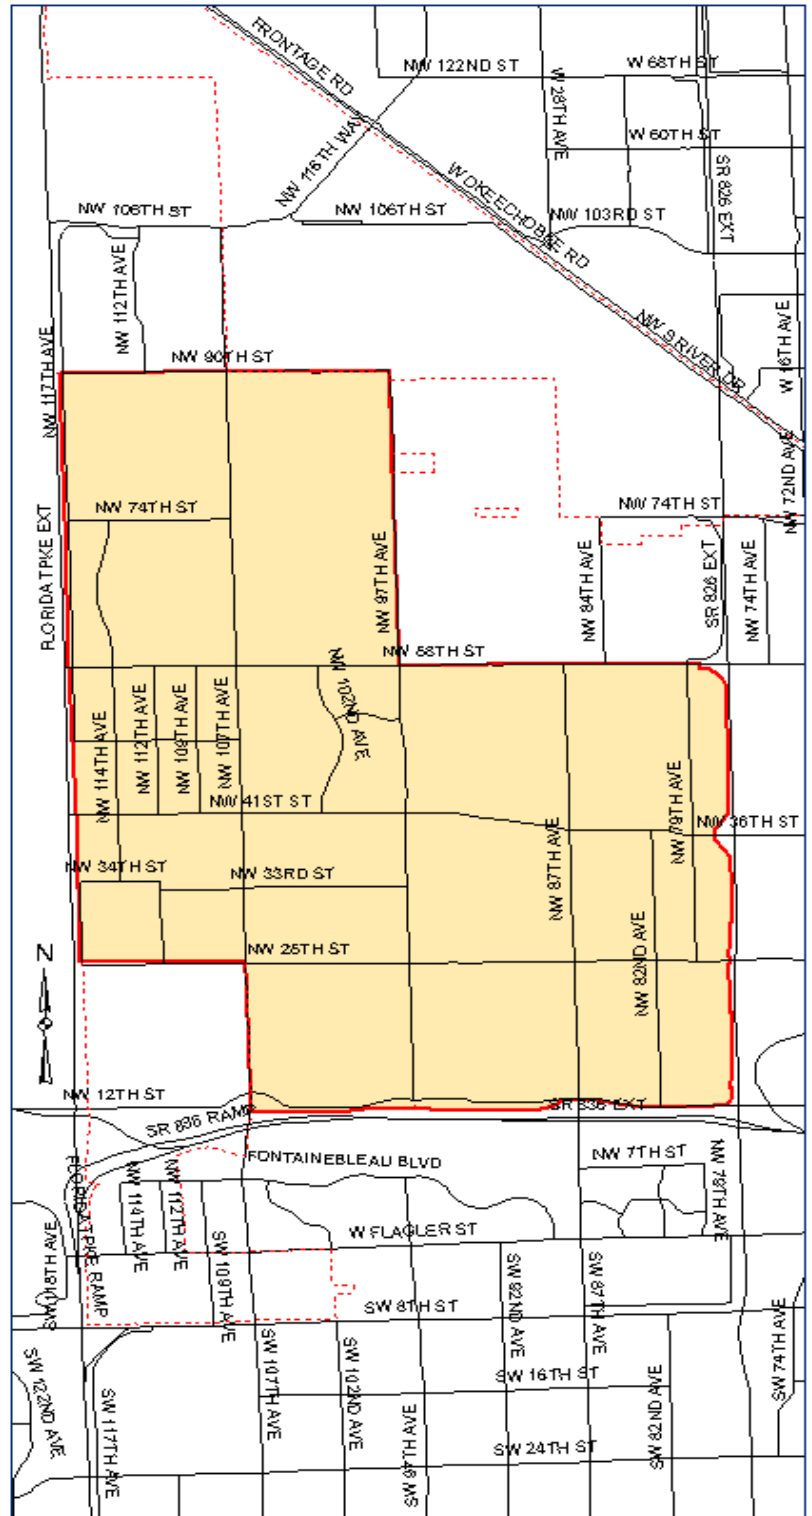 FRONTAGE RD
NW 122ND ST
W 68TH ST
W 28TH AVE
W 60TH ST
NW 116TH WAY
SR 826 EXT
W OKEECHOBEE RD
NW 106TH ST
NW 106TH ST
NW 103RD ST
NW 112TH AVE
NW S RIVER DR
W 16TH AVE
NW 117TH AVE
NW 90TH ST
NW 72ND AVE
NW 74TH ST
NW 74TH ST
FLORIDA TPKE EXT
NW 97TH AVE
NW 84TH AVE
SR 826 EXT
NW 74TH AVE
NW 58TH ST
NW 102ND AVE
NW 114TH AVE
NW 112TH AVE
NW 109TH AVE
NW 107TH AVE
NW 79TH AVE
NW 41ST ST
NW 36TH ST
NW 87TH AVE
NW 34TH ST
NW 33RD ST
NW 82ND AVE
NW 25TH ST
N
NW 12TH ST
SR 836 RAMP
SR 836 EXT
FONTAINEBLEAU BLVD
NW 7TH ST
NW 79TH AVE
FLORIDA TPKE RAMP
NW 114TH AVE
NW 112TH AVE
W FLAGLER ST
SW 118TH AVE
SW 109TH AVE
SW 92ND AVE
SW 87TH AVE
SW 8TH ST
SW 74TH AVE
SW 122ND AVE
SW 117TH AVE
SW 107TH AVE
SW 102ND AVE
SW 16TH ST
SW 82ND AVE
SW 24TH ST